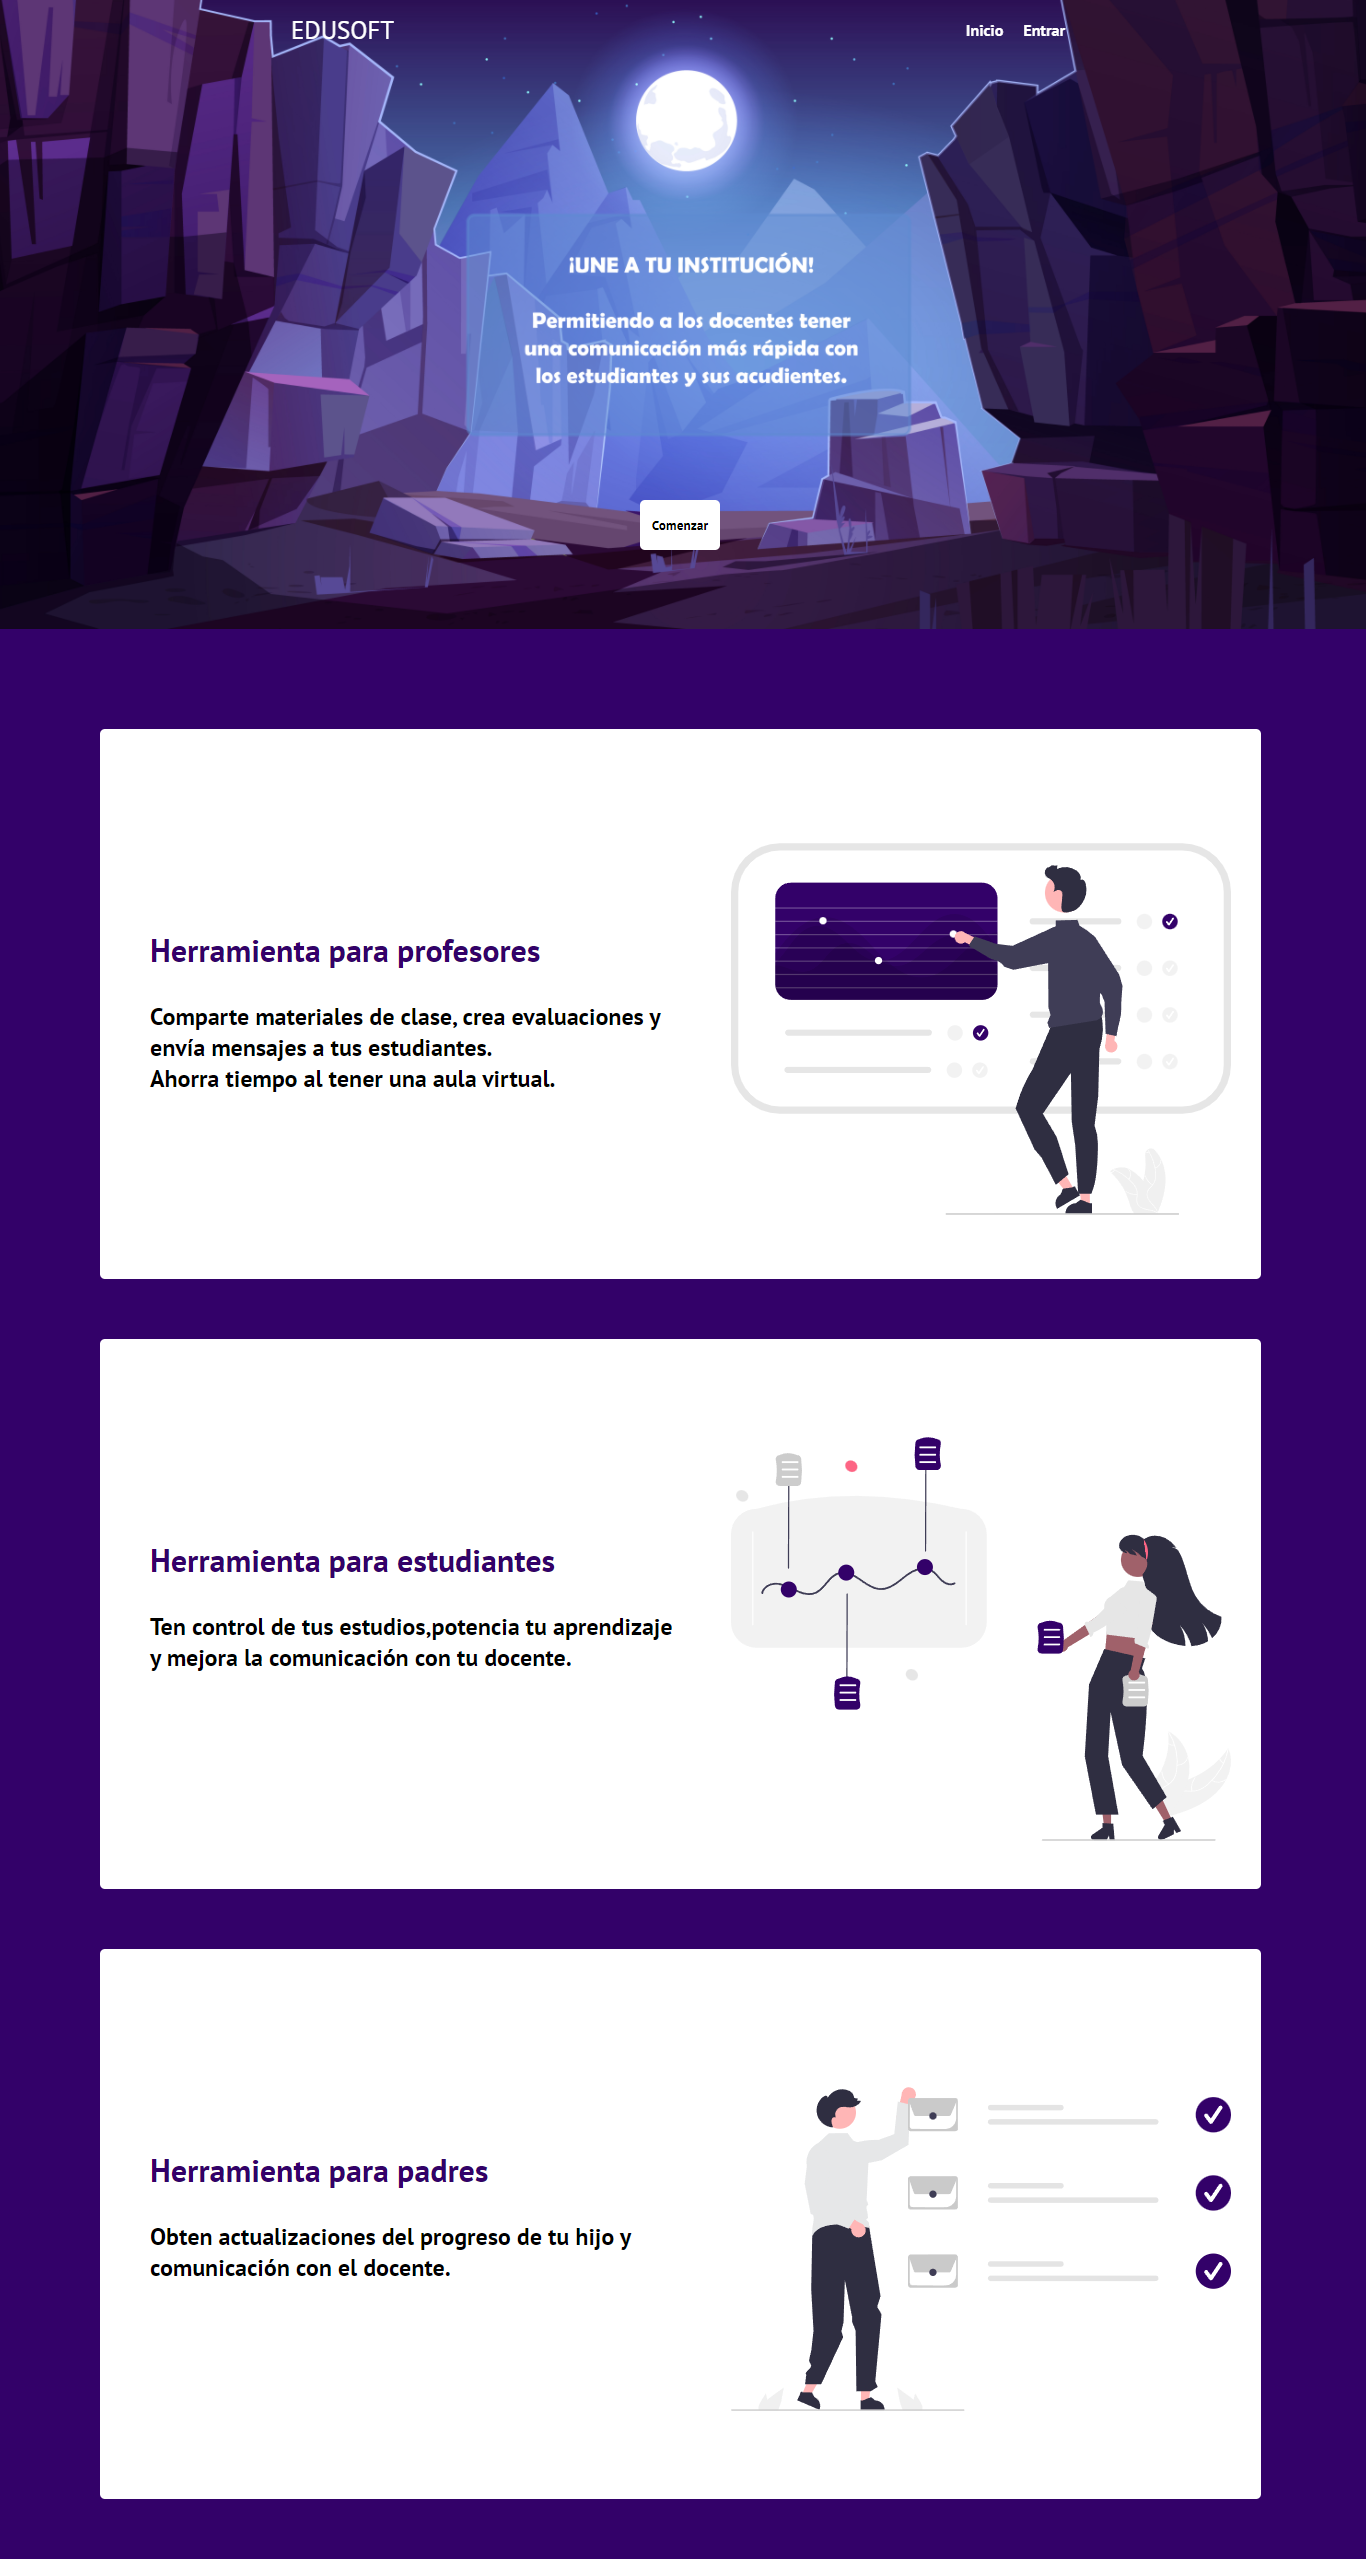 EDUSOFT
Inicio Entrar
¡UNE A TU INSTITUCIÓN!
Permitiendo a los docentes tener
una comunicación más rápida con
los estudiantes y sus acudientes.
Comenzar
Herramienta para profesores
Comparte materiales de clase, crea evaluaciones y
envía mensajes a tus estudiantes.
Ahorra tiempo al tener una aula virtual.
Herramienta para estudiantes
Ten control de tus estudios,potencia tu aprendizaje
y mejora la comunicación con tu docente.
Herramienta para padres
Obten actualizaciones del progreso de tu hijo y
comunicación con el docente.